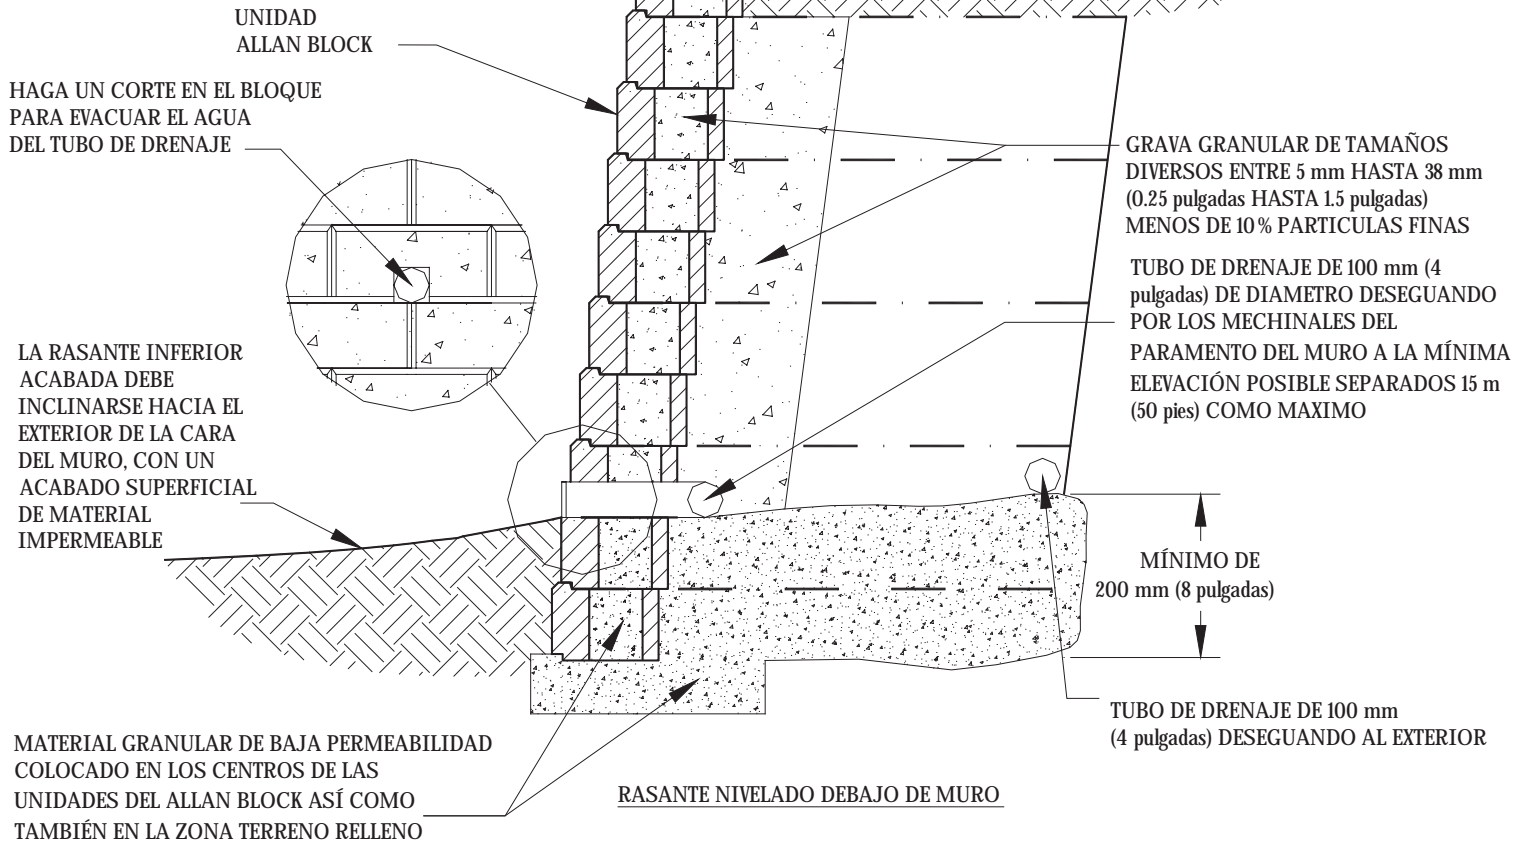 UNIDAD
ALLAN BLOCK
HAGA UN CORTE EN EL BLOQUE
PARA EVACUAR EL AGUA
DEL TUBO DE DRENAJE
GRAVA GRANULAR DE TAMAÑOS
DIVERSOS ENTRE 5 mm HASTA 38 mm
(0.25 pulgadas HASTA 1.5 pulgadas)
MENOS DE 10% PARTICULAS FINAS
TUBO DE DRENAJE DE 100 mm (4
pulgadas) DE DIAMETRO DESEGUANDO
POR LOS MECHINALES DEL
PARAMENTO DEL MURO A LA MÍNIMA
ELEVACIÓN POSIBLE SEPARADOS 15 m
(50 pies) COMO MAXIMO
LA RASANTE INFERIOR
ACABADA DEBE
INCLINARSE HACIA EL
EXTERIOR DE LA CARA
DEL MURO, CON UN
ACABADO SUPERFICIAL
DE MATERIAL
IMPERMEABLE
MÍNIMO DE
200 mm (8 pulgadas)
TUBO DE DRENAJE DE 100 mm
(4 pulgadas) DESEGUANDO AL EXTERIOR
MATERIAL GRANULAR DE BAJA PERMEABILIDAD
COLOCADO EN LOS CENTROS DE LAS
UNIDADES DEL ALLAN BLOCK ASÍ COMO
TAMBIÉN EN LA ZONA TERRENO RELLENO
RASANTE NIVELADO DEBAJO DE MURO